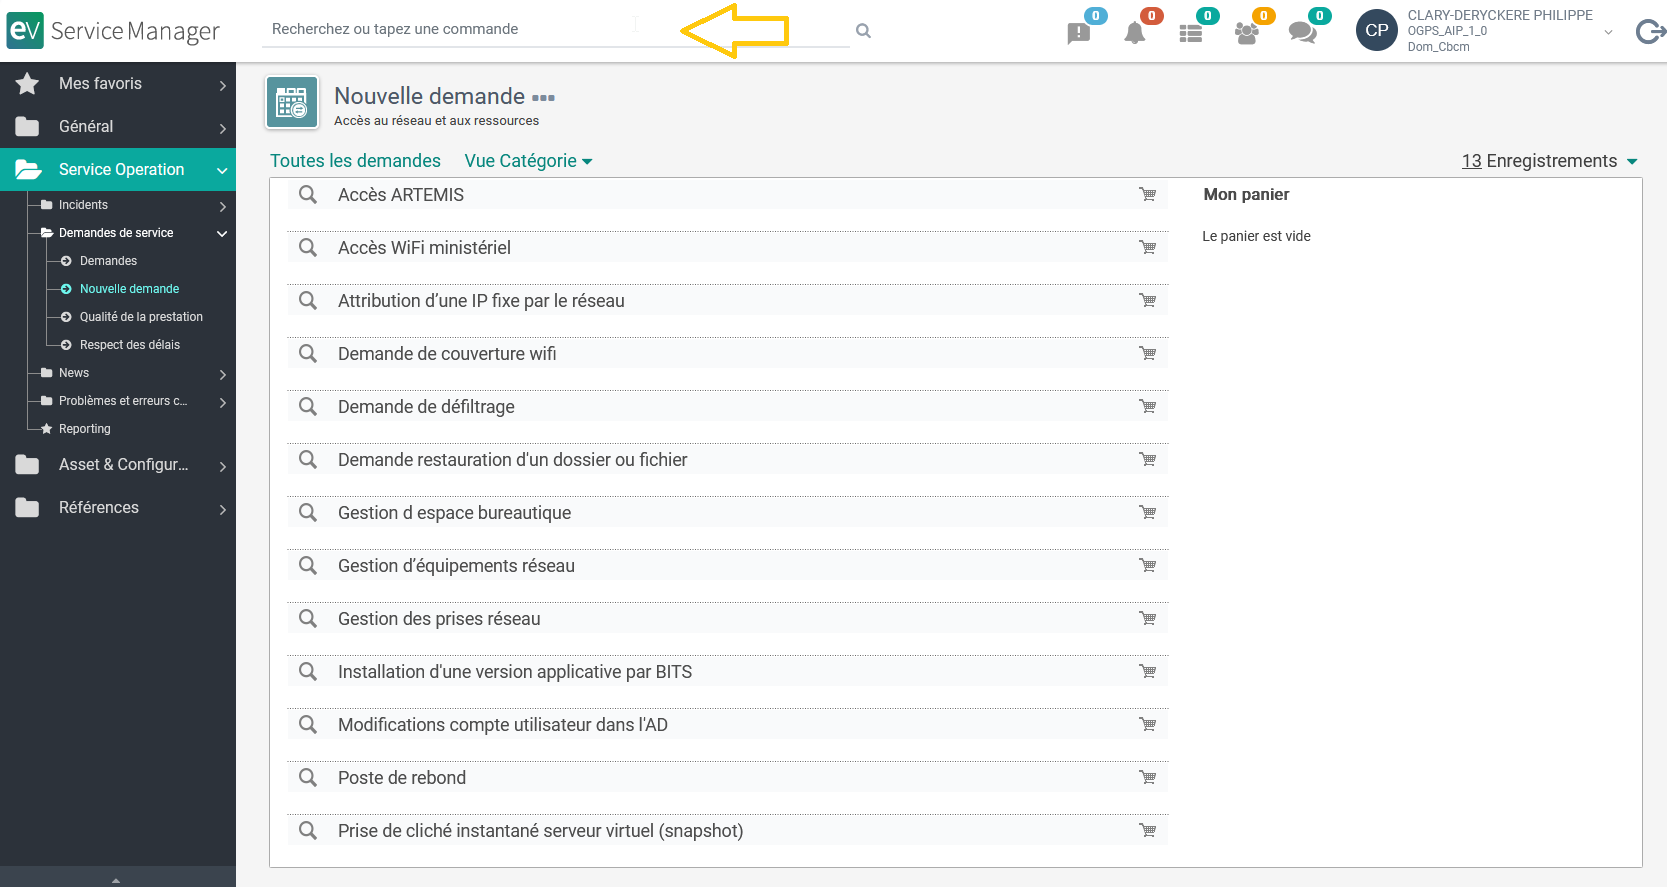 eV Service Manager
Recherchez ou tapez une commande
0
0
0
0
0
CP
CLARY-DERYCKERE PHILIPPE
OGPS_AIP_1_0
Dom_Cbcm
Mes favoris
Général
Service Operation
Incidents
Demandes de service
Demandes
Nouvelle demande
Qualité de la prestation
Respect des délais
News
Problèmes et erreurs c...
Reporting
Asset & Configur...
Références
Nouvelle demande
Accès au réseau et aux ressources
Toutes les demandes Vue Catégorie
13 Enregistrements
Accès ARTEMIS
Accès WiFi ministériel
Attribution d’une IP fixe par le réseau
Demande de couverture wifi
Demande de défiltrage
Demande restauration d'un dossier ou fichier
Gestion d espace bureautique
Gestion d’équipements réseau
Gestion des prises réseau
Installation d'une version applicative par BITS
Modifications compte utilisateur dans l'AD
Poste de rebond
Prise de cliché instantané serveur virtuel (snapshot)
Mon panier
Le panier est vide